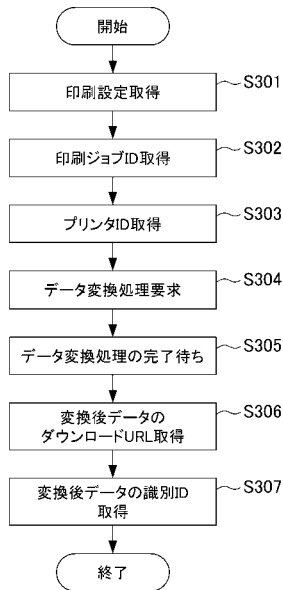 開始
印刷設定取得
S301
印刷ジョブID取得
S302
プリンタID取得
S303
データ変換処理要求
S304
データ変換処理の完了待ち
S305
変換後データの
ダウンロードURL取得
S306
変換後データの識別ID
取得
S307
終了